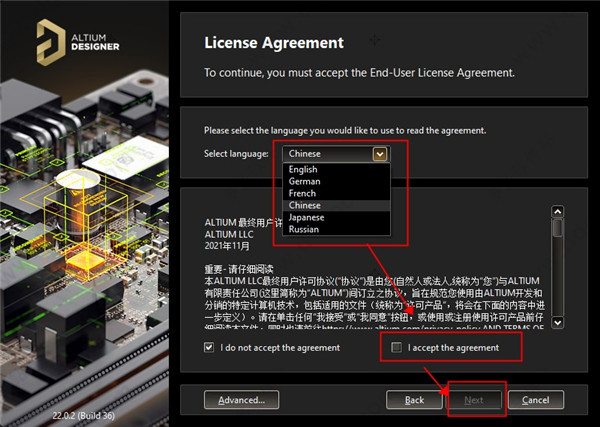 ALTIUM
DESIGNER
License Agreement
To continue, you must accept the End-User License Agreement.
Please select the language you would like to use to read the agreement.
Select language:
Chinese
English
German
French
Chinese
Japanese
Russian
ALTIUM 最终用户许
ALTIUM LLC
2021年11月
重要 - 请仔细阅读
本ALTIUM LLC最终用户许可协议(“协议”)是由您(自然人或法人,统称为“您”)与ALTIUM
有限责任公司(这里简称为“ALTIUM”)间订立之协议，旨在规范您使用由ALTIUM开发和
分销的特定计算机技术，包括适用的文件（统称为“许可产品”，将会在下面的内容中进
一步定义）。请在单击任何“我接受”或“我同意”按钮，或使用或注册使用许可产品前仔
细阅读本文件，同时也请前往https://www.altium.com/privacy-policy AND TERMS OF
I do not accept the agreement
I accept the agreement
Advanced...
Back
Next
Cancel
22.0.2 (Build 36)